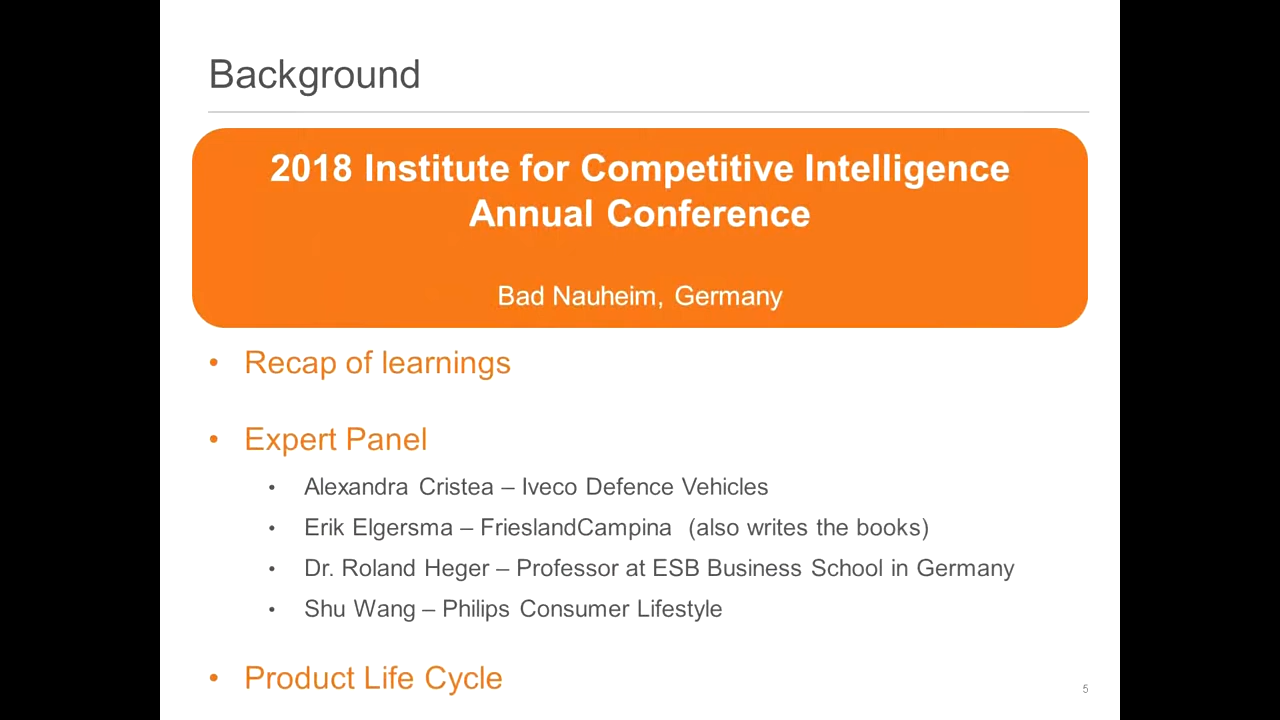 Background
2018 Institute for Competitive Intelligence
Annual Conference
Bad Nauheim, Germany
• Recap of learnings
• Expert Panel
• Alexandra Cristea – Iveco Defence Vehicles
• Erik Elgersma – FrieslandCampina (also writes the books)
• Dr. Roland Heger – Professor at ESB Business School in Germany
• Shu Wang – Philips Consumer Lifestyle
• Product Life Cycle
5